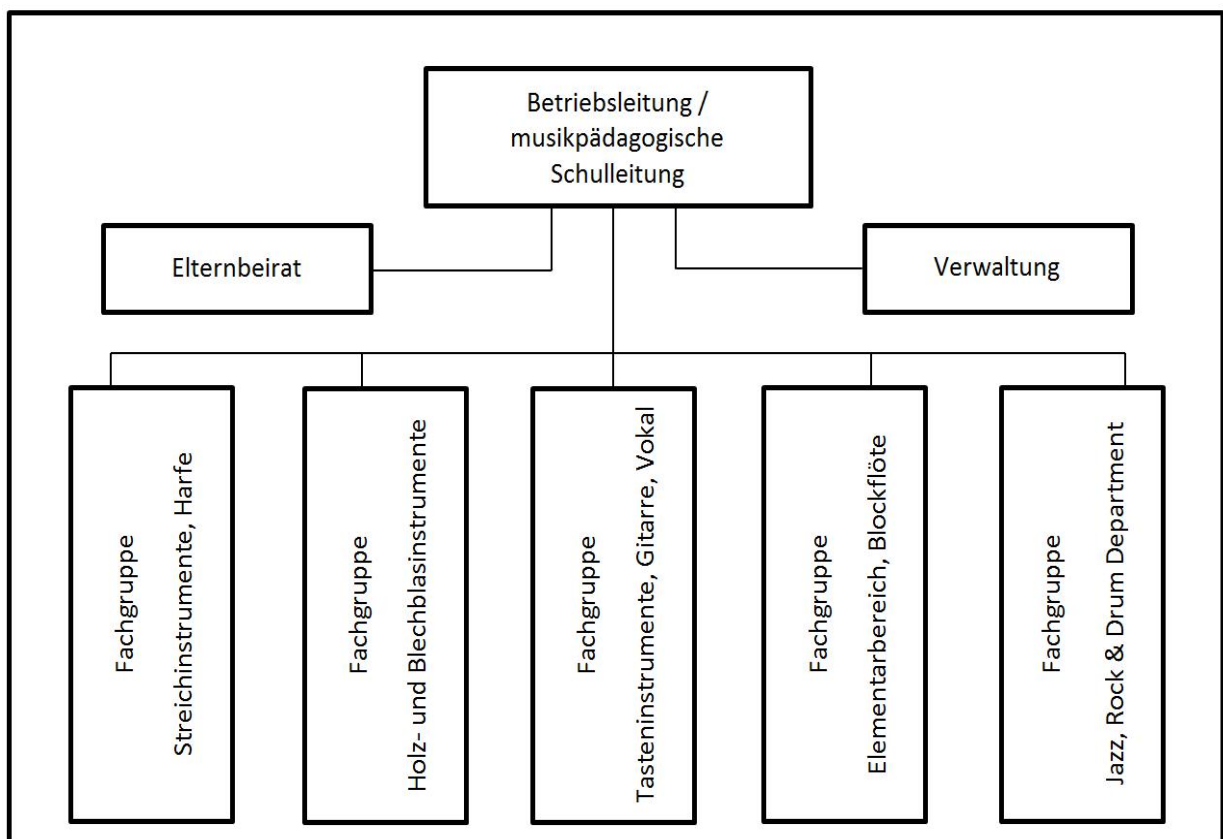 Betriebsleitung /
musikpädagogische
Schulleitung
Elternbeirat
Verwaltung
Fachgruppe
Streichinstrumente, Harfe
Fachgruppe
Holz- und Blechblasinstrumente
Fachgruppe
Tasteninstrumente, Gitarre, Vokal
Fachgruppe
Elementarbereich, Blockflöte
Fachgruppe
Jazz, Rock & Drum Department